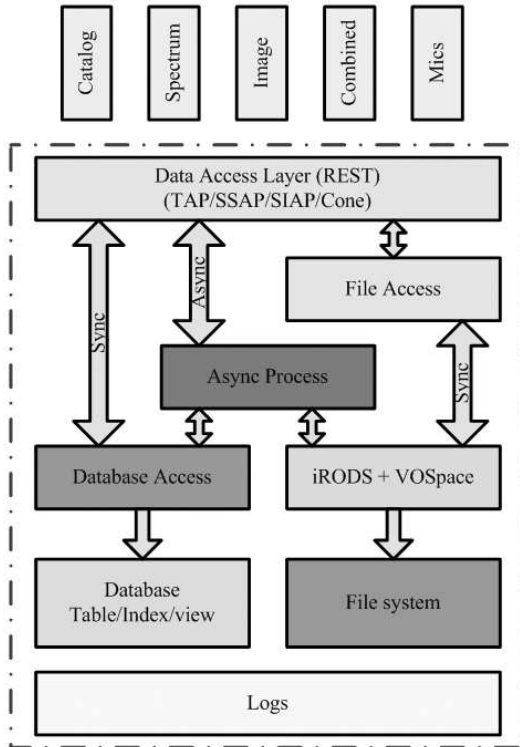 Catalog
Spectrum
Image
Combined
Mics
Data Access Layer (REST)
(TAP/SSAP/SIAP/Cone)
Sync
Async
File Access
Sync
Async Process
Database Access
iRODS + VOSpace
Database
Table/Index/view
File system
Logs